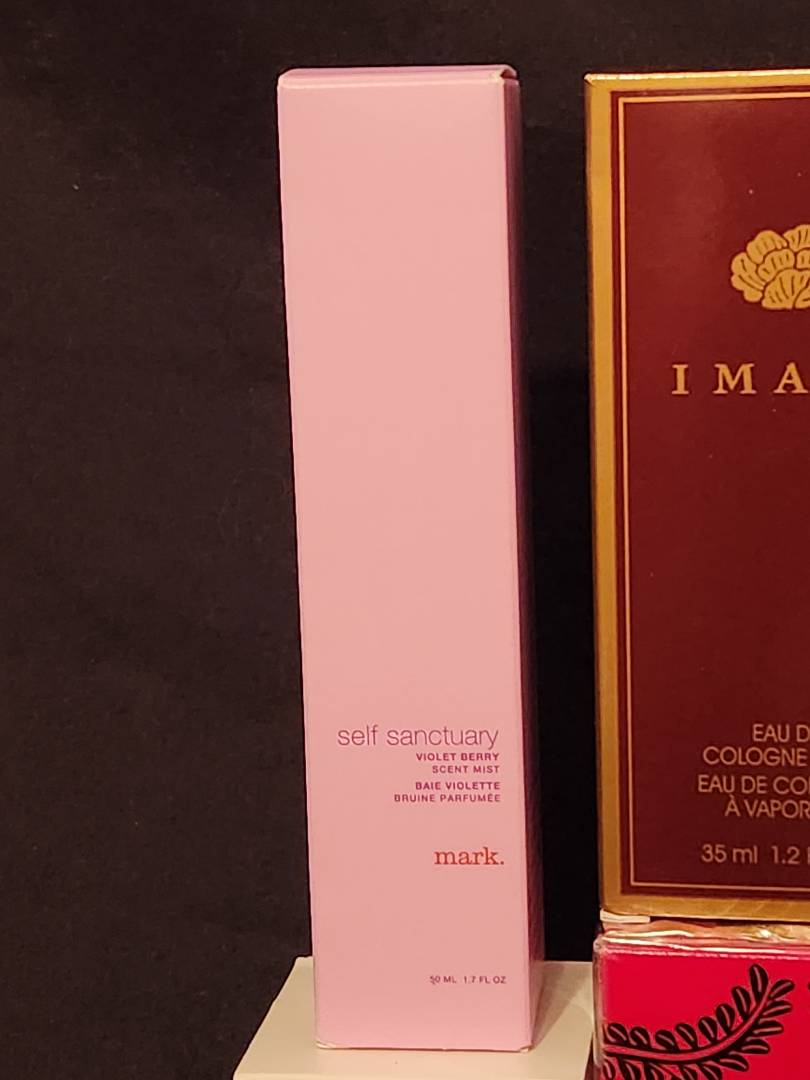 self sanctuary
VIOLET BERRY
SCENT MIST
BAIE VIOLETTE
BRUINE PARFUMÉE
mark.
50 ML 1.7 FL OZ
IMA
EAU D
COLOGNE
EAU DE CO
À VAPOR
35 ml 1.2